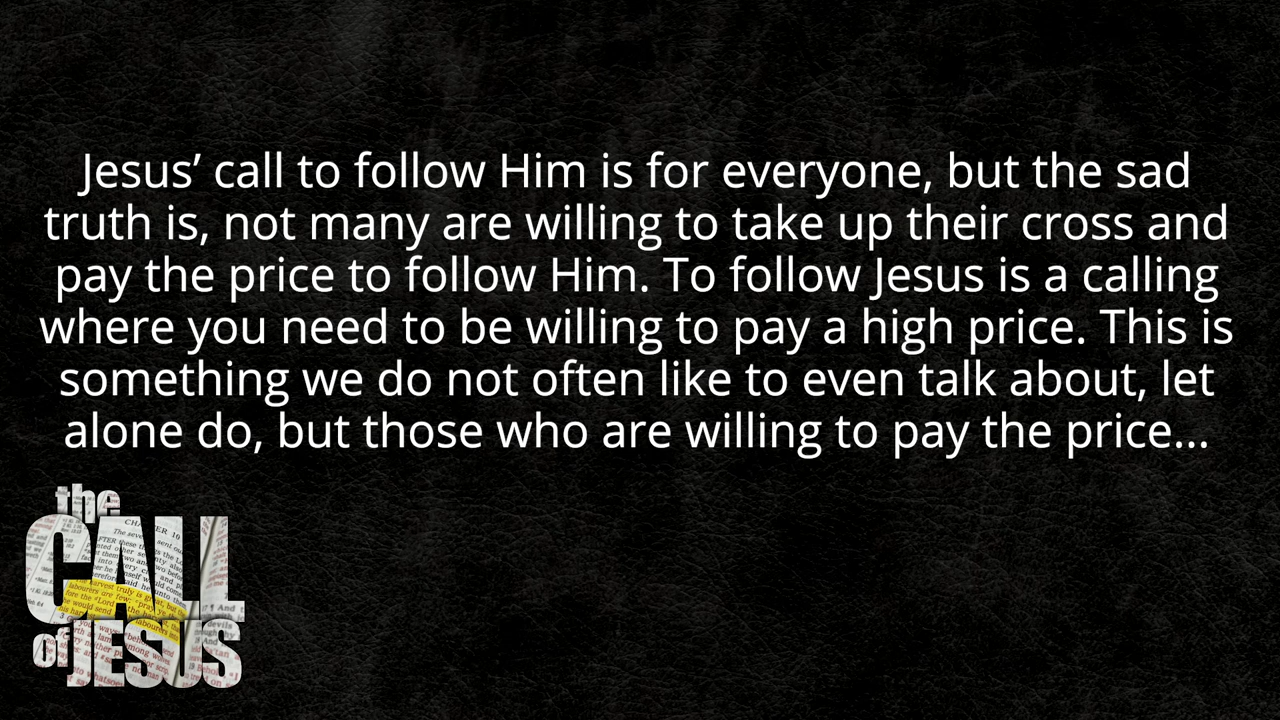 Jesus’ call to follow Him is for everyone, but the sad
truth is, not many are willing to take up their cross and
pay the price to follow Him. To follow Jesus is a calling
where you need to be willing to pay a high price. This is
something we do not often like to even talk about, let
alone do, but those who are willing to pay the price...
the
CALL
of JESUS